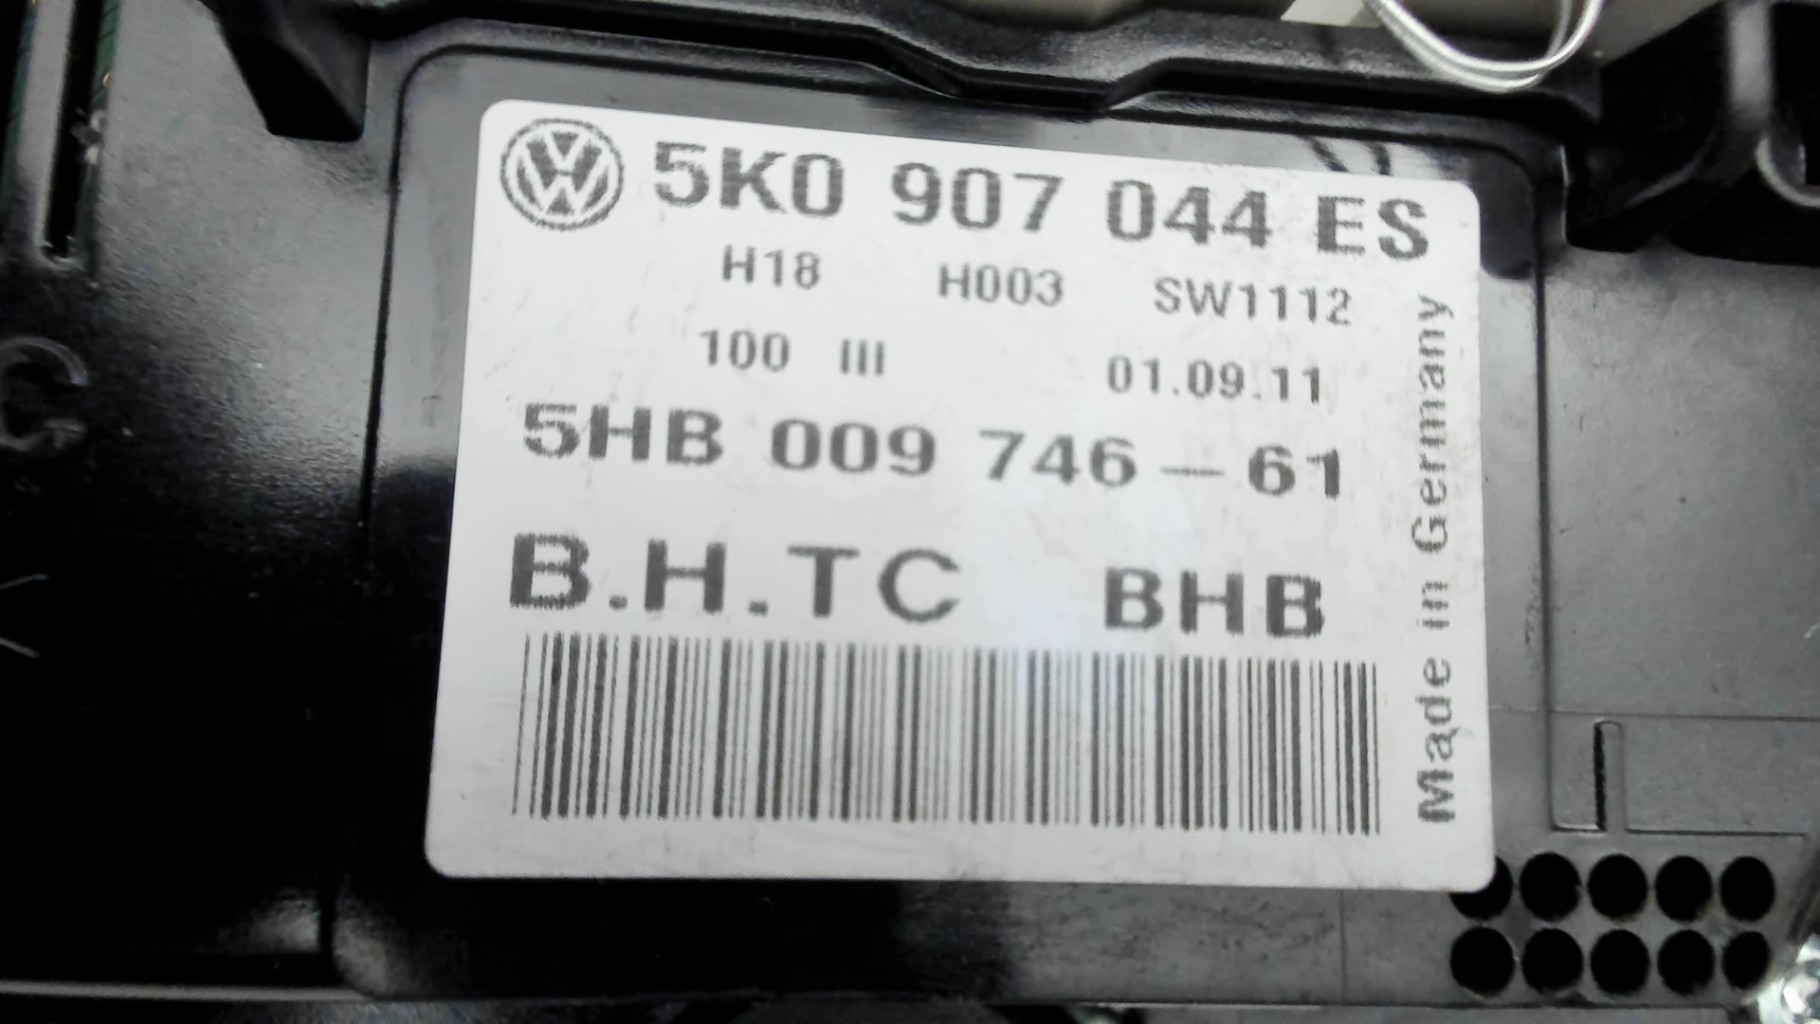 5K0 907 044 ES
H18 H003 SW1112
100 III 01.09.11
5HB 009 746-61
B.H.TC BHB
Made in Germany